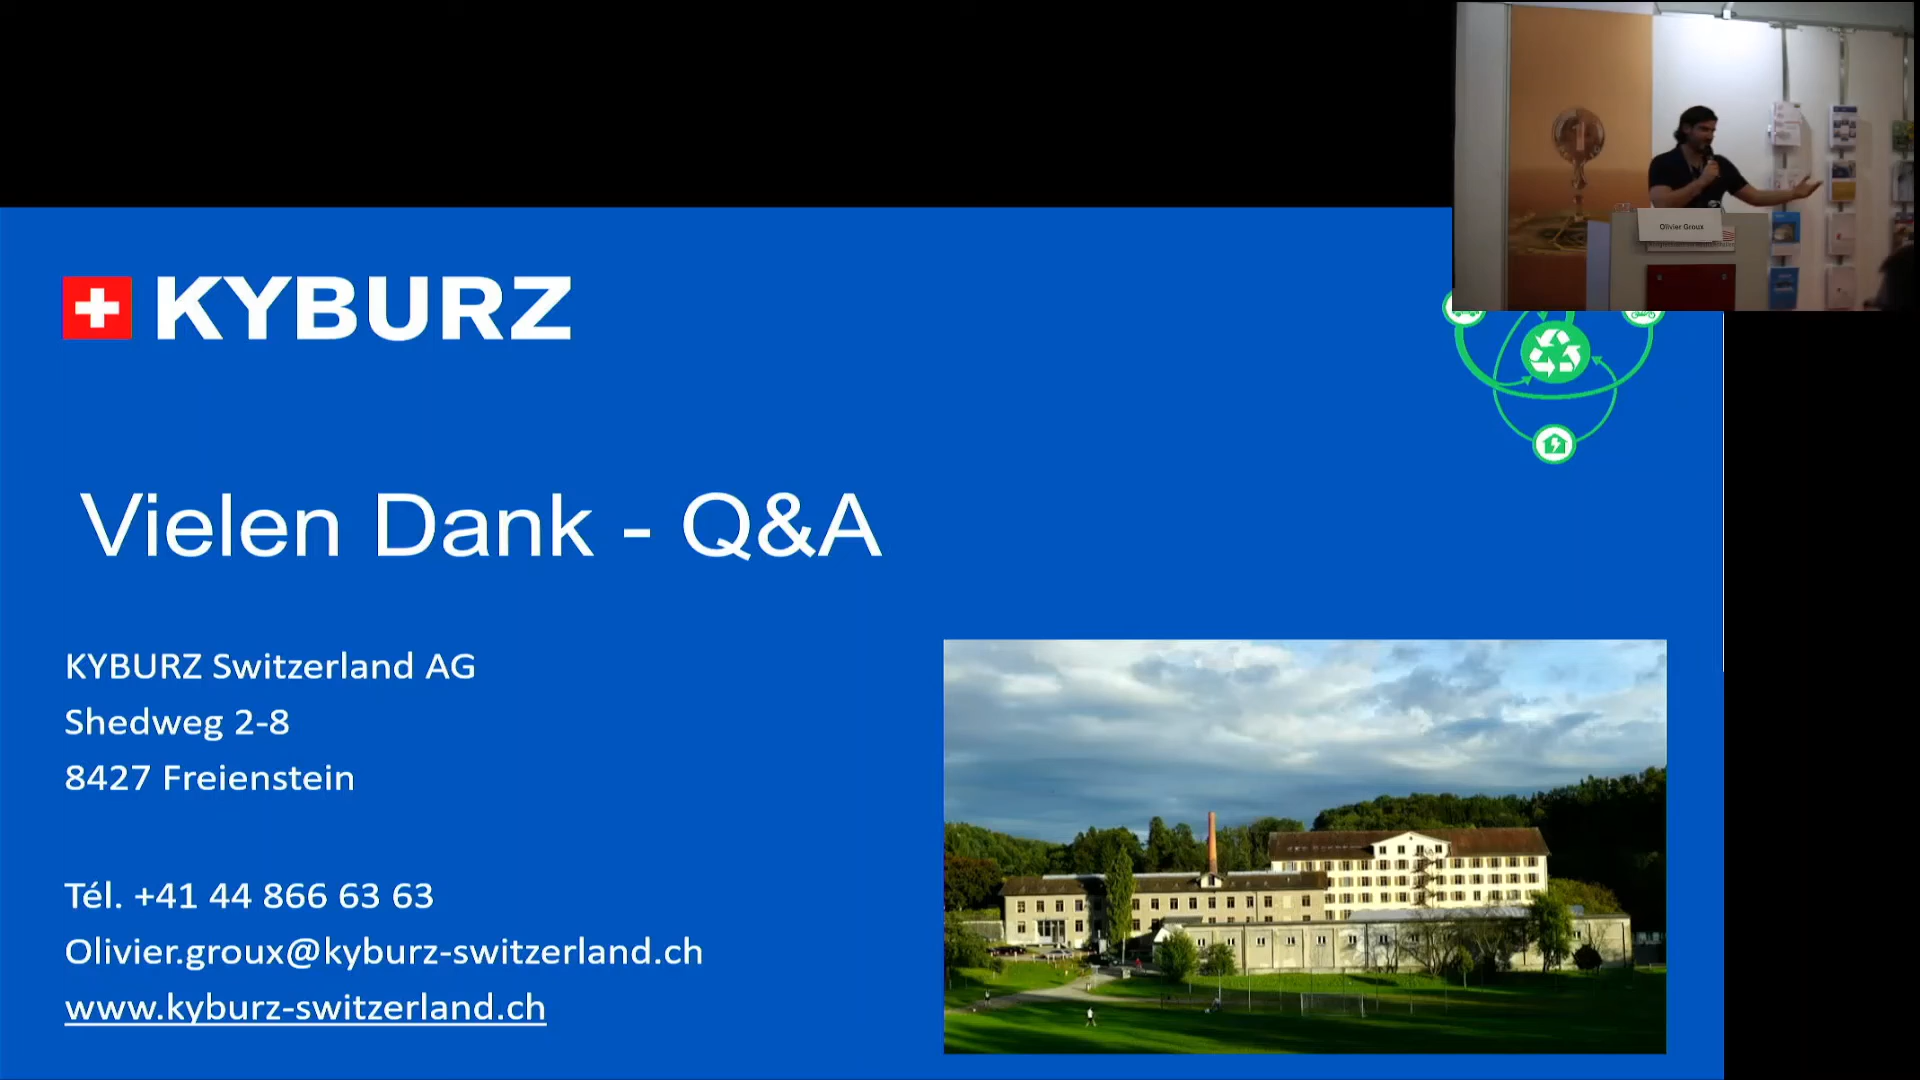 Olivier Groux
KYBURZ
Vielen Dank - Q&A
KYBURZ Switzerland AG
Shedweg 2-8
8427 Freienstein
Tél. +41 44 866 63 63
Olivier.groux@kyburz-switzerland.ch
www.kyburz-switzerland.ch